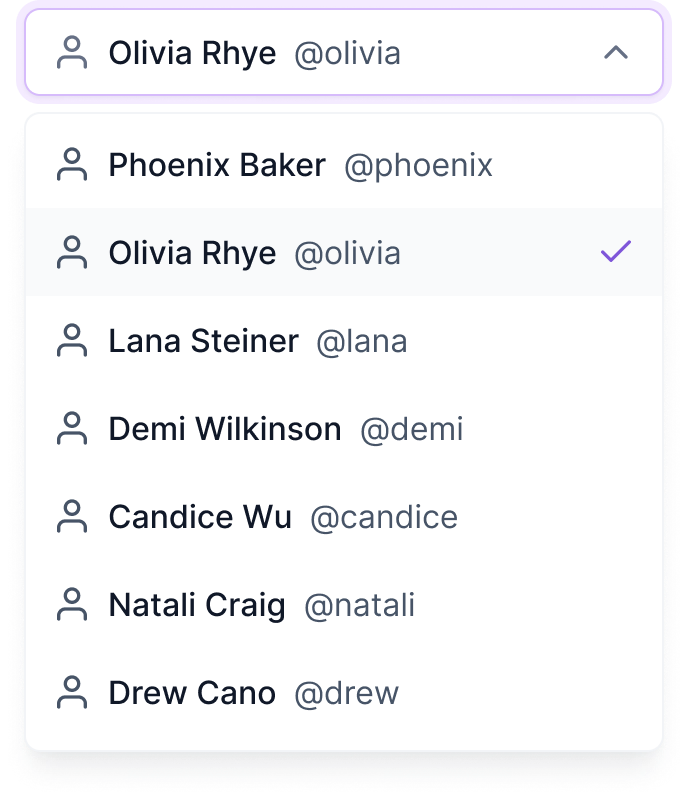 Olivia Rhye @olivia
Phoenix Baker @phoenix
Olivia Rhye @olivia
Lana Steiner @lana
Demi Wilkinson @demi
Candice Wu @candice
Natali Craig @natali
Drew Cano @drew